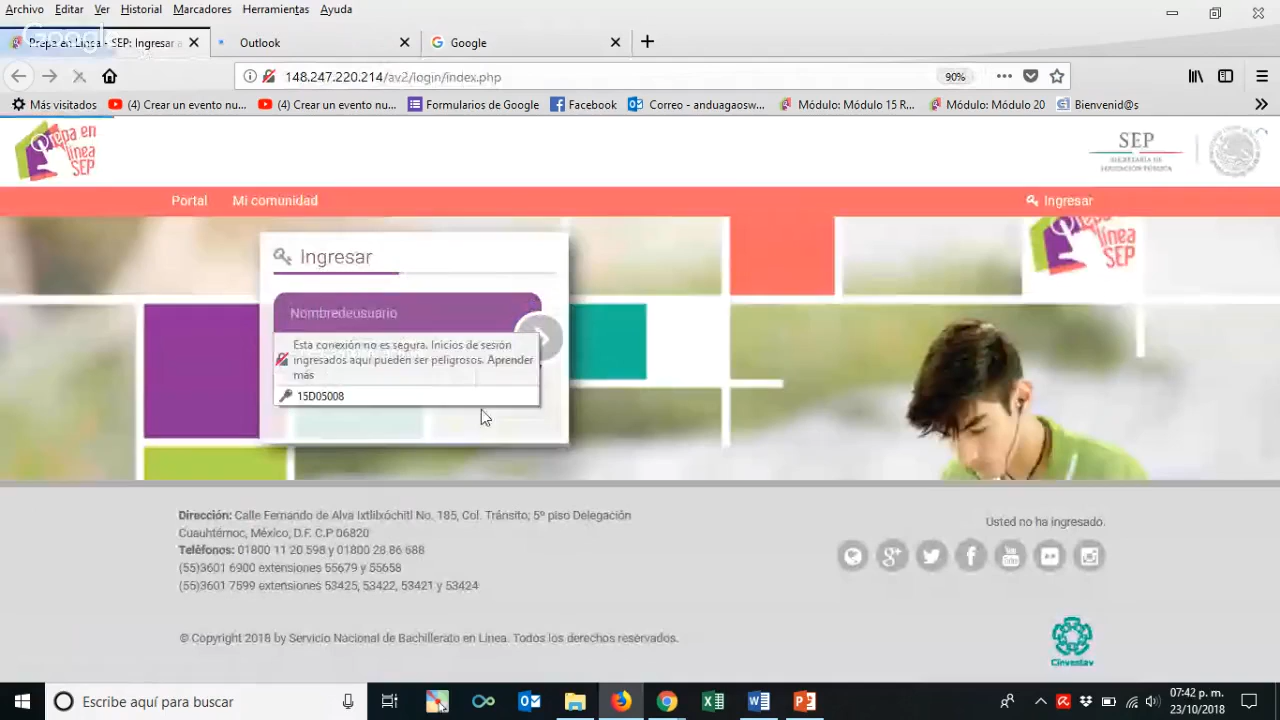 Archivo Editar Ver Historial Marcadores Herramientas Ayuda
Prepa en Línea - SEP: Ingresar a
Outlook
Google
148.247.220.214/av2/login/index.php
90%
Más visitados
(4) Crear un evento nu...
(4) Crear un evento nu...
Formularios de Google
Facebook
Correo - anduagaosw...
Módulo: Módulo 15 R...
Módulo: Módulo 20
Bienvenid@s
Prepa en
línea
SEP
SEP
SECRETARÍA DE
EDUCACIÓN PÚBLICA
Portal
Mi comunidad
Ingresar
línea
SEP
Ingresar
Nombredeusuario
Esta conexión no es segura. Inicios de sesión
ingresados aquí pueden ser peligrosos. Aprender
más
15D05008
Dirección: Calle Fernando de Alva Ixtlilxóchitl No. 185, Col. Tránsito; 5º piso Delegación
Cuauhtémoc, México, D.F. C.P 06820
Teléfonos: 01800 11 20 598 y 01800 28 86 688
(55)3601 6900 extensiones 55679 y 55658
(55)3601 7599 extensiones 53425, 53422, 53421 y 53424
Usted no ha ingresado.
© Copyright 2018 by Servicio Nacional de Bachillerato en Línea. Todos los derechos reservados.
Cinvestav
Escribe aquí para buscar
07:42 p. m.
23/10/2018